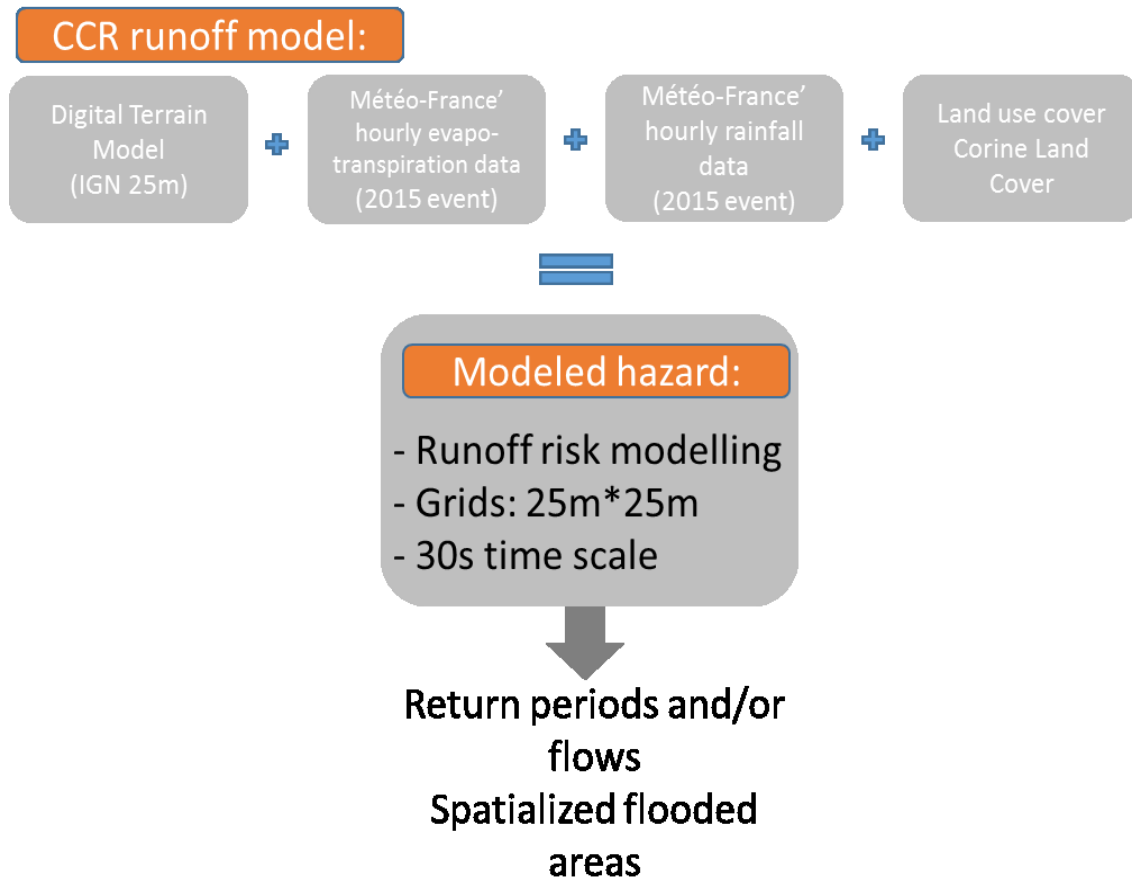 CCR runoff model:
Digital Terrain
Model
(IGN 25m)
Météo-France’
hourly evapo-
transpiration data
(2015 event)
Météo-France’
hourly rainfall
data
(2015 event)
Land use cover
Corine Land
Cover
Modeled hazard:
- Runoff risk modelling
- Grids: 25m*25m
- 30s time scale
Return periods and/or
flows
Spatialized flooded
areas